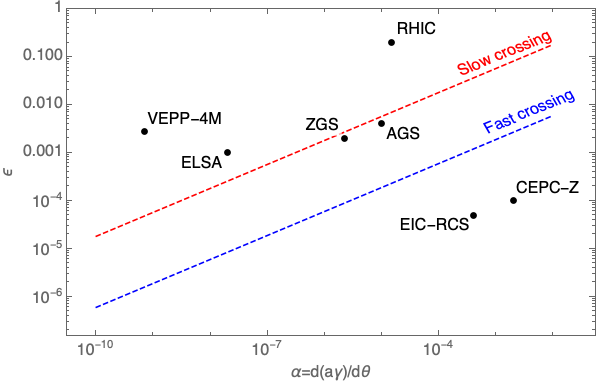 1
0.100
0.010
0.001
10⁻⁴
10⁻⁵
10⁻⁶
ϵ
RHIC
Slow crossing
VEPP−4M
ZGS
AGS
Fast crossing
ELSA
CEPC−Z
EIC−RCS
10⁻¹⁰
10⁻⁷
10⁻⁴
α=d(aγ)/dθ